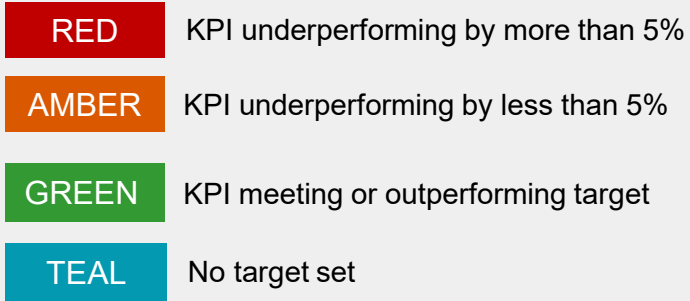 RED KPI underperforming by more than 5%
AMBER KPI underperforming by less than 5%
GREEN KPI meeting or outperforming target
TEAL No target set